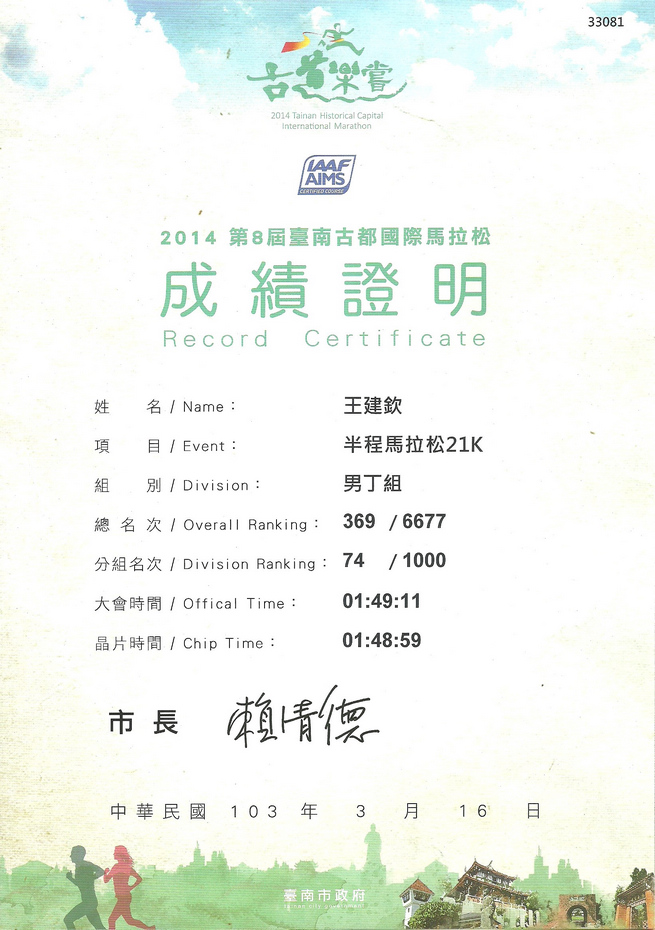 33081
古道樂嘗
2014 Tainan Historical Capital
International Marathon
IAAF
AIMS
CERTIFIED COURSE
2014 第8屆臺南古都國際馬拉松
成績證明
Record Certificate
姓 名 / Name： 王建欽
項 目 / Event： 半程馬拉松21K
組 別 / Division： 男丁組
總 名 次 / Overall Ranking： 369 / 6677
分組名次 / Division Ranking： 74 / 1000
大會時間 / Offical Time： 01:49:11
晶片時間 / Chip Time： 01:48:59
市 長 賴清德
中華民國 103 年 3 月 16 日
臺南市政府
Tainan City Government